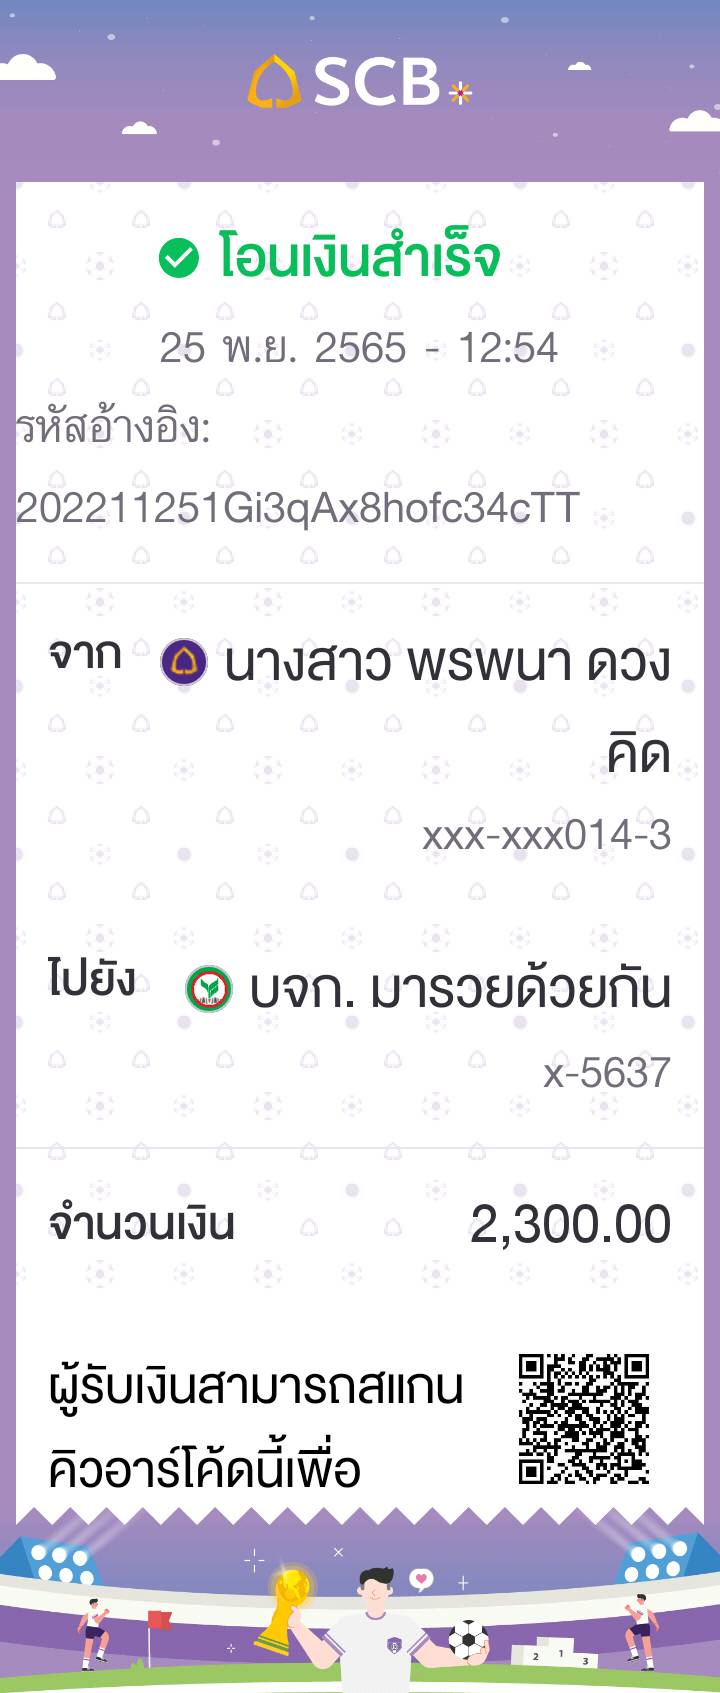 SCB
โอนเงินสำเร็จ
25 พ.ย. 2565 - 12:54
รหัสอ้างอิง:
202211251Gi3qAx8hofc34cTT
จาก นางสาว พรพนา ดวง
คิด
xxx-xxx014-3
ไปยัง บจก. มารวยด้วยกัน
x-5637
จำนวนเงิน 2,300.00
ผู้รับเงินสามารถสแกน
คิวอาร์โค้ดนี้เพื่อ
2 1 3